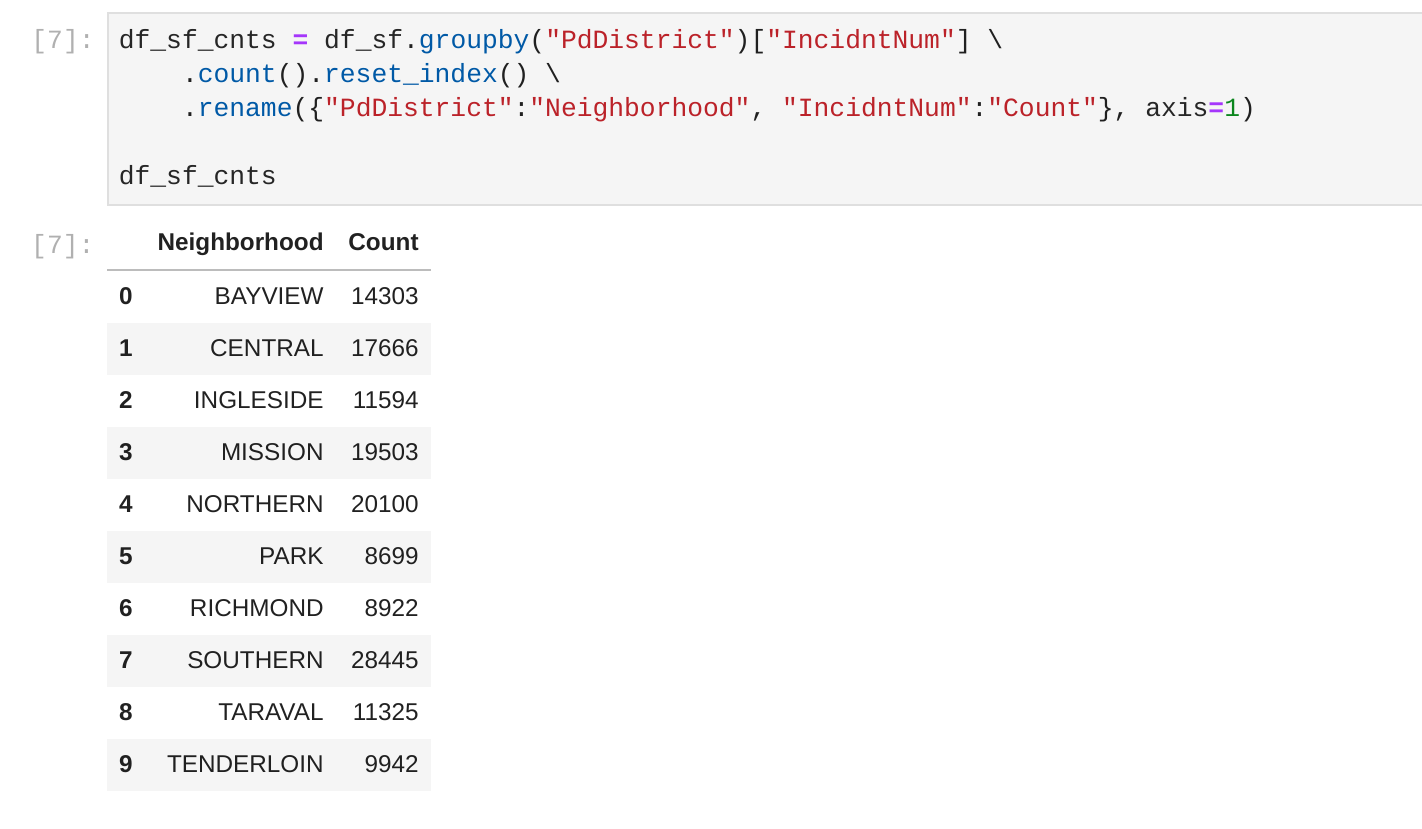 [7]: df_sf_cnts = df_sf.groupby("PdDistrict")["IncidntNum"] \
    .count().reset_index() \
    .rename({"PdDistrict":"Neighborhood", "IncidntNum":"Count"}, axis=1)
df_sf_cnts
[7]: Neighborhood Count
0 BAYVIEW 14303
1 CENTRAL 17666
2 INGLESIDE 11594
3 MISSION 19503
4 NORTHERN 20100
5 PARK 8699
6 RICHMOND 8922
7 SOUTHERN 28445
8 TARAVAL 11325
9 TENDERLOIN 9942